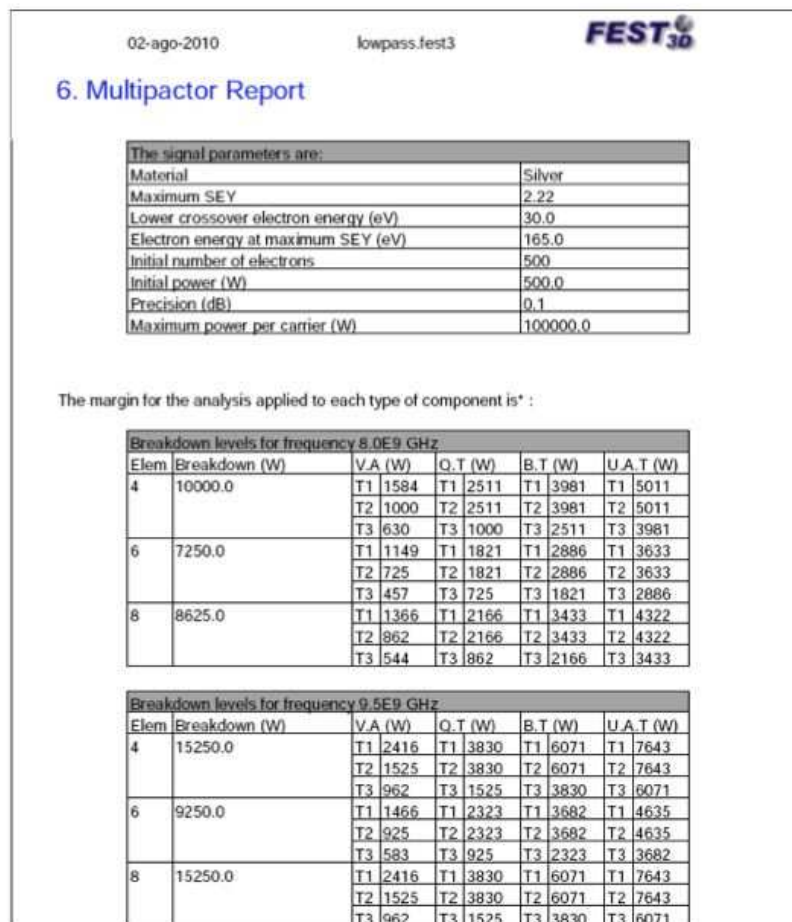 02-ago-2010 lowpass.fest3 FEST3D
6. Multipactor Report
The signal parameters are:
Material Silver
Maximum SEY 2.22
Lower crossover electron energy (eV) 30.0
Electron energy at maximum SEY (eV) 165.0
Initial number of electrons 500
Initial power (W) 500.0
Precision (dB) 0.1
Maximum power per carrier (W) 100000.0
The margin for the analysis applied to each type of component is* :
Breakdown levels for frequency 8.0E9 GHz
Elem Breakdown (W) V.A (W) Q.T (W) B.T (W) U.A.T (W)
4 10000.0 T1 1584 T1 2511 T1 3981 T1 5011
T2 1000 T2 2511 T2 3981 T2 5011
T3 630 T3 1000 T3 2511 T3 3981
6 7250.0 T1 1149 T1 1821 T1 2886 T1 3633
T2 725 T2 1821 T2 2886 T2 3633
T3 457 T3 725 T3 1821 T3 2886
8 8625.0 T1 1366 T1 2166 T1 3433 T1 4322
T2 862 T2 2166 T2 3433 T2 4322
T3 544 T3 862 T3 2166 T3 3433
Breakdown levels for frequency 9.5E9 GHz
Elem Breakdown (W) V.A (W) Q.T (W) B.T (W) U.A.T (W)
4 15250.0 T1 2416 T1 3830 T1 6071 T1 7643
T2 1525 T2 3830 T2 6071 T2 7643
T3 962 T3 1525 T3 3830 T3 6071
6 9250.0 T1 1466 T1 2323 T1 3682 T1 4635
T2 925 T2 2323 T2 3682 T2 4635
T3 583 T3 925 T3 2323 T3 3682
8 15250.0 T1 2416 T1 3830 T1 6071 T1 7643
T2 1525 T2 3830 T2 6071 T2 7643
T3 962 T3 1525 T3 3830 T3 6071